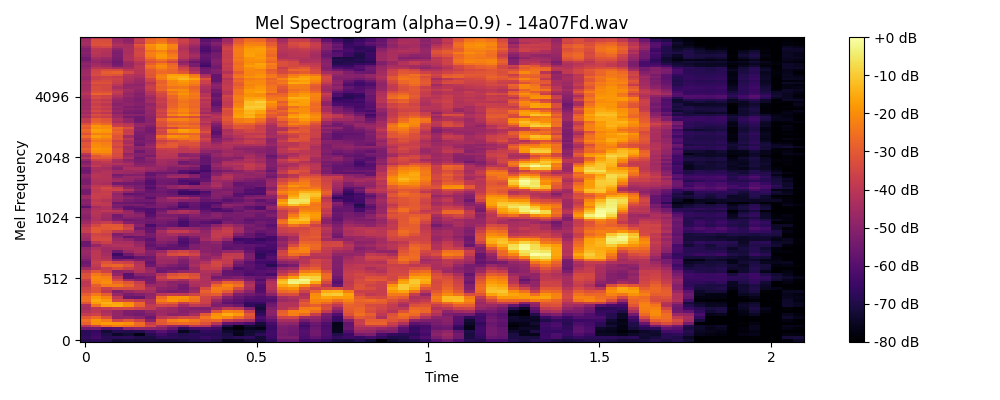 Mel Spectrogram (alpha=0.9) - 14a07Fd.wav
+0 dB
-10 dB
-20 dB
-30 dB
-40 dB
-50 dB
-60 dB
-70 dB
-80 dB
Mel Frequency
4096
2048
1024
512
0
0 0.5 1 1.5 2
Time